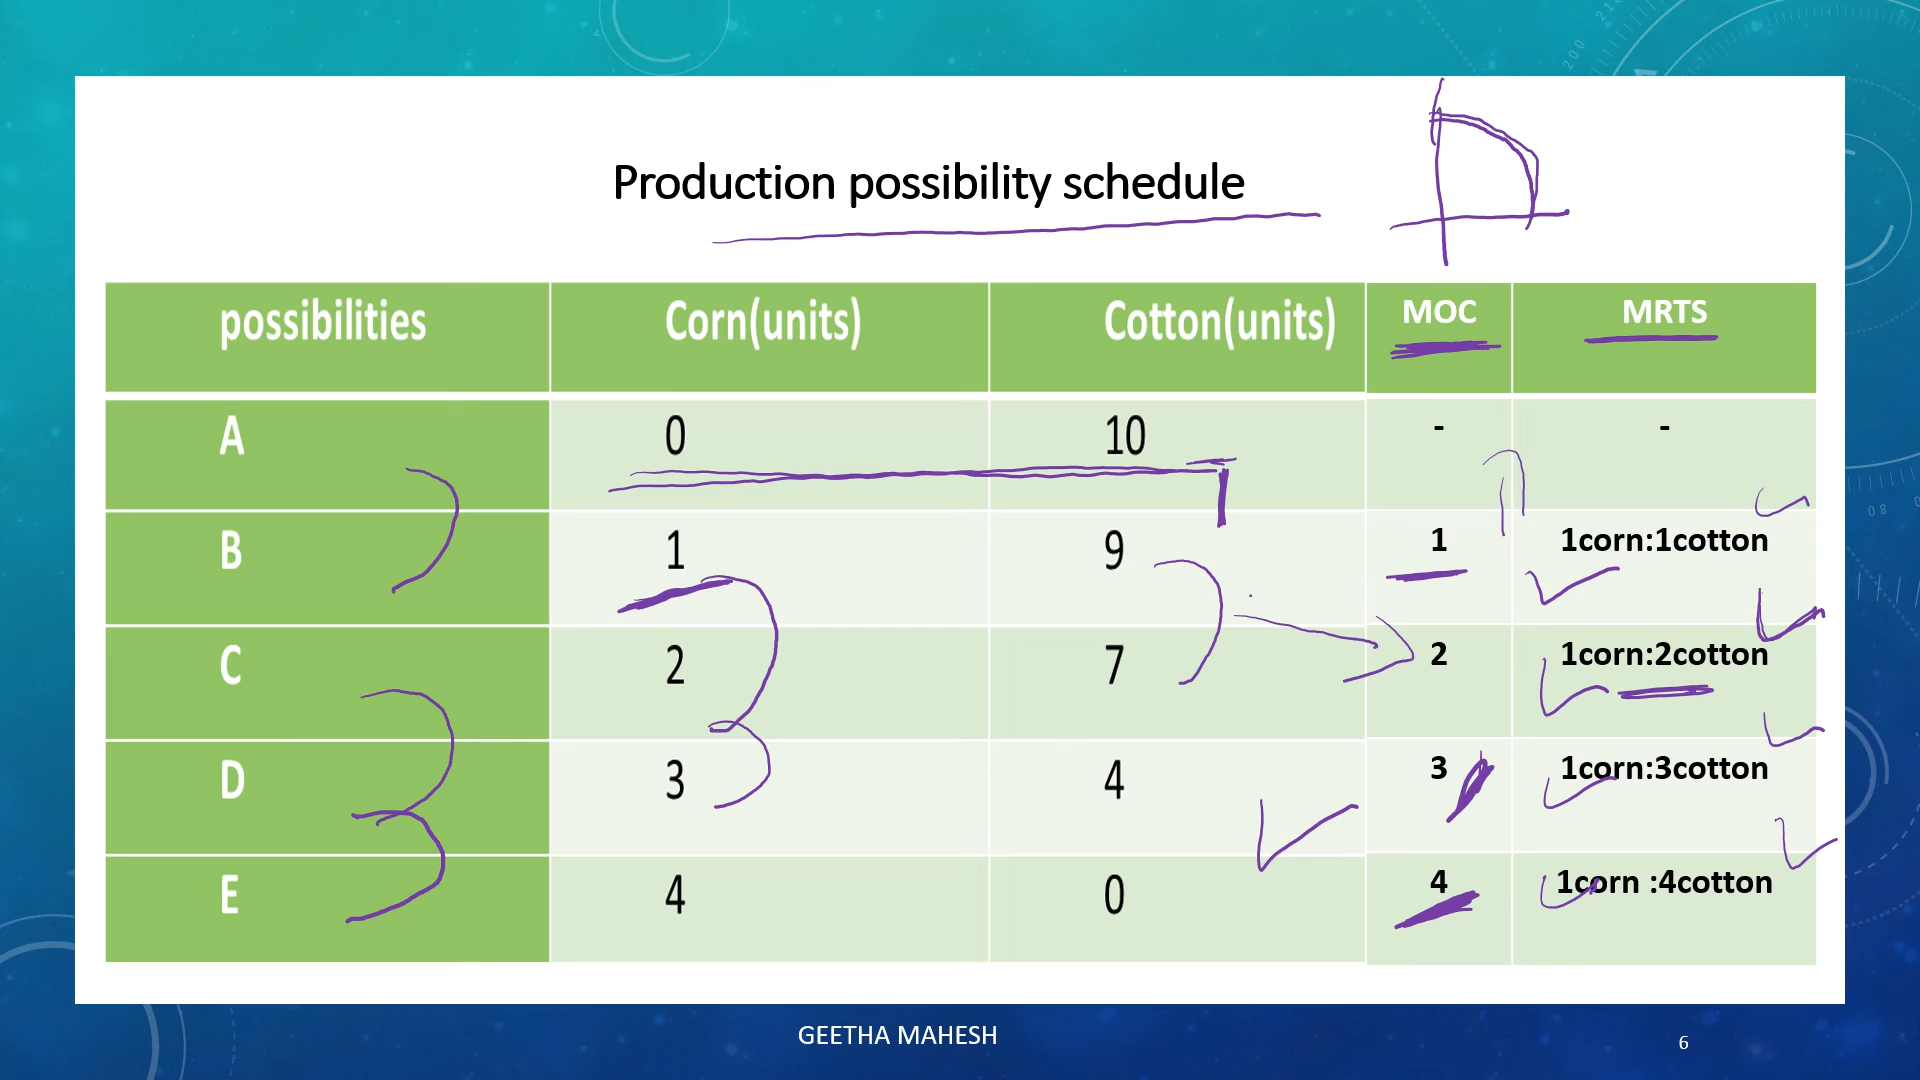 Production possibility schedule
possibilities Corn(units) Cotton(units) MOC MRTS
A 0 10 - -
B 1 9 1 1corn:1cotton
C 2 7 2 1corn:2cotton
D 3 4 3 1corn:3cotton
E 4 0 4 1corn :4cotton
GEETHA MAHESH
6